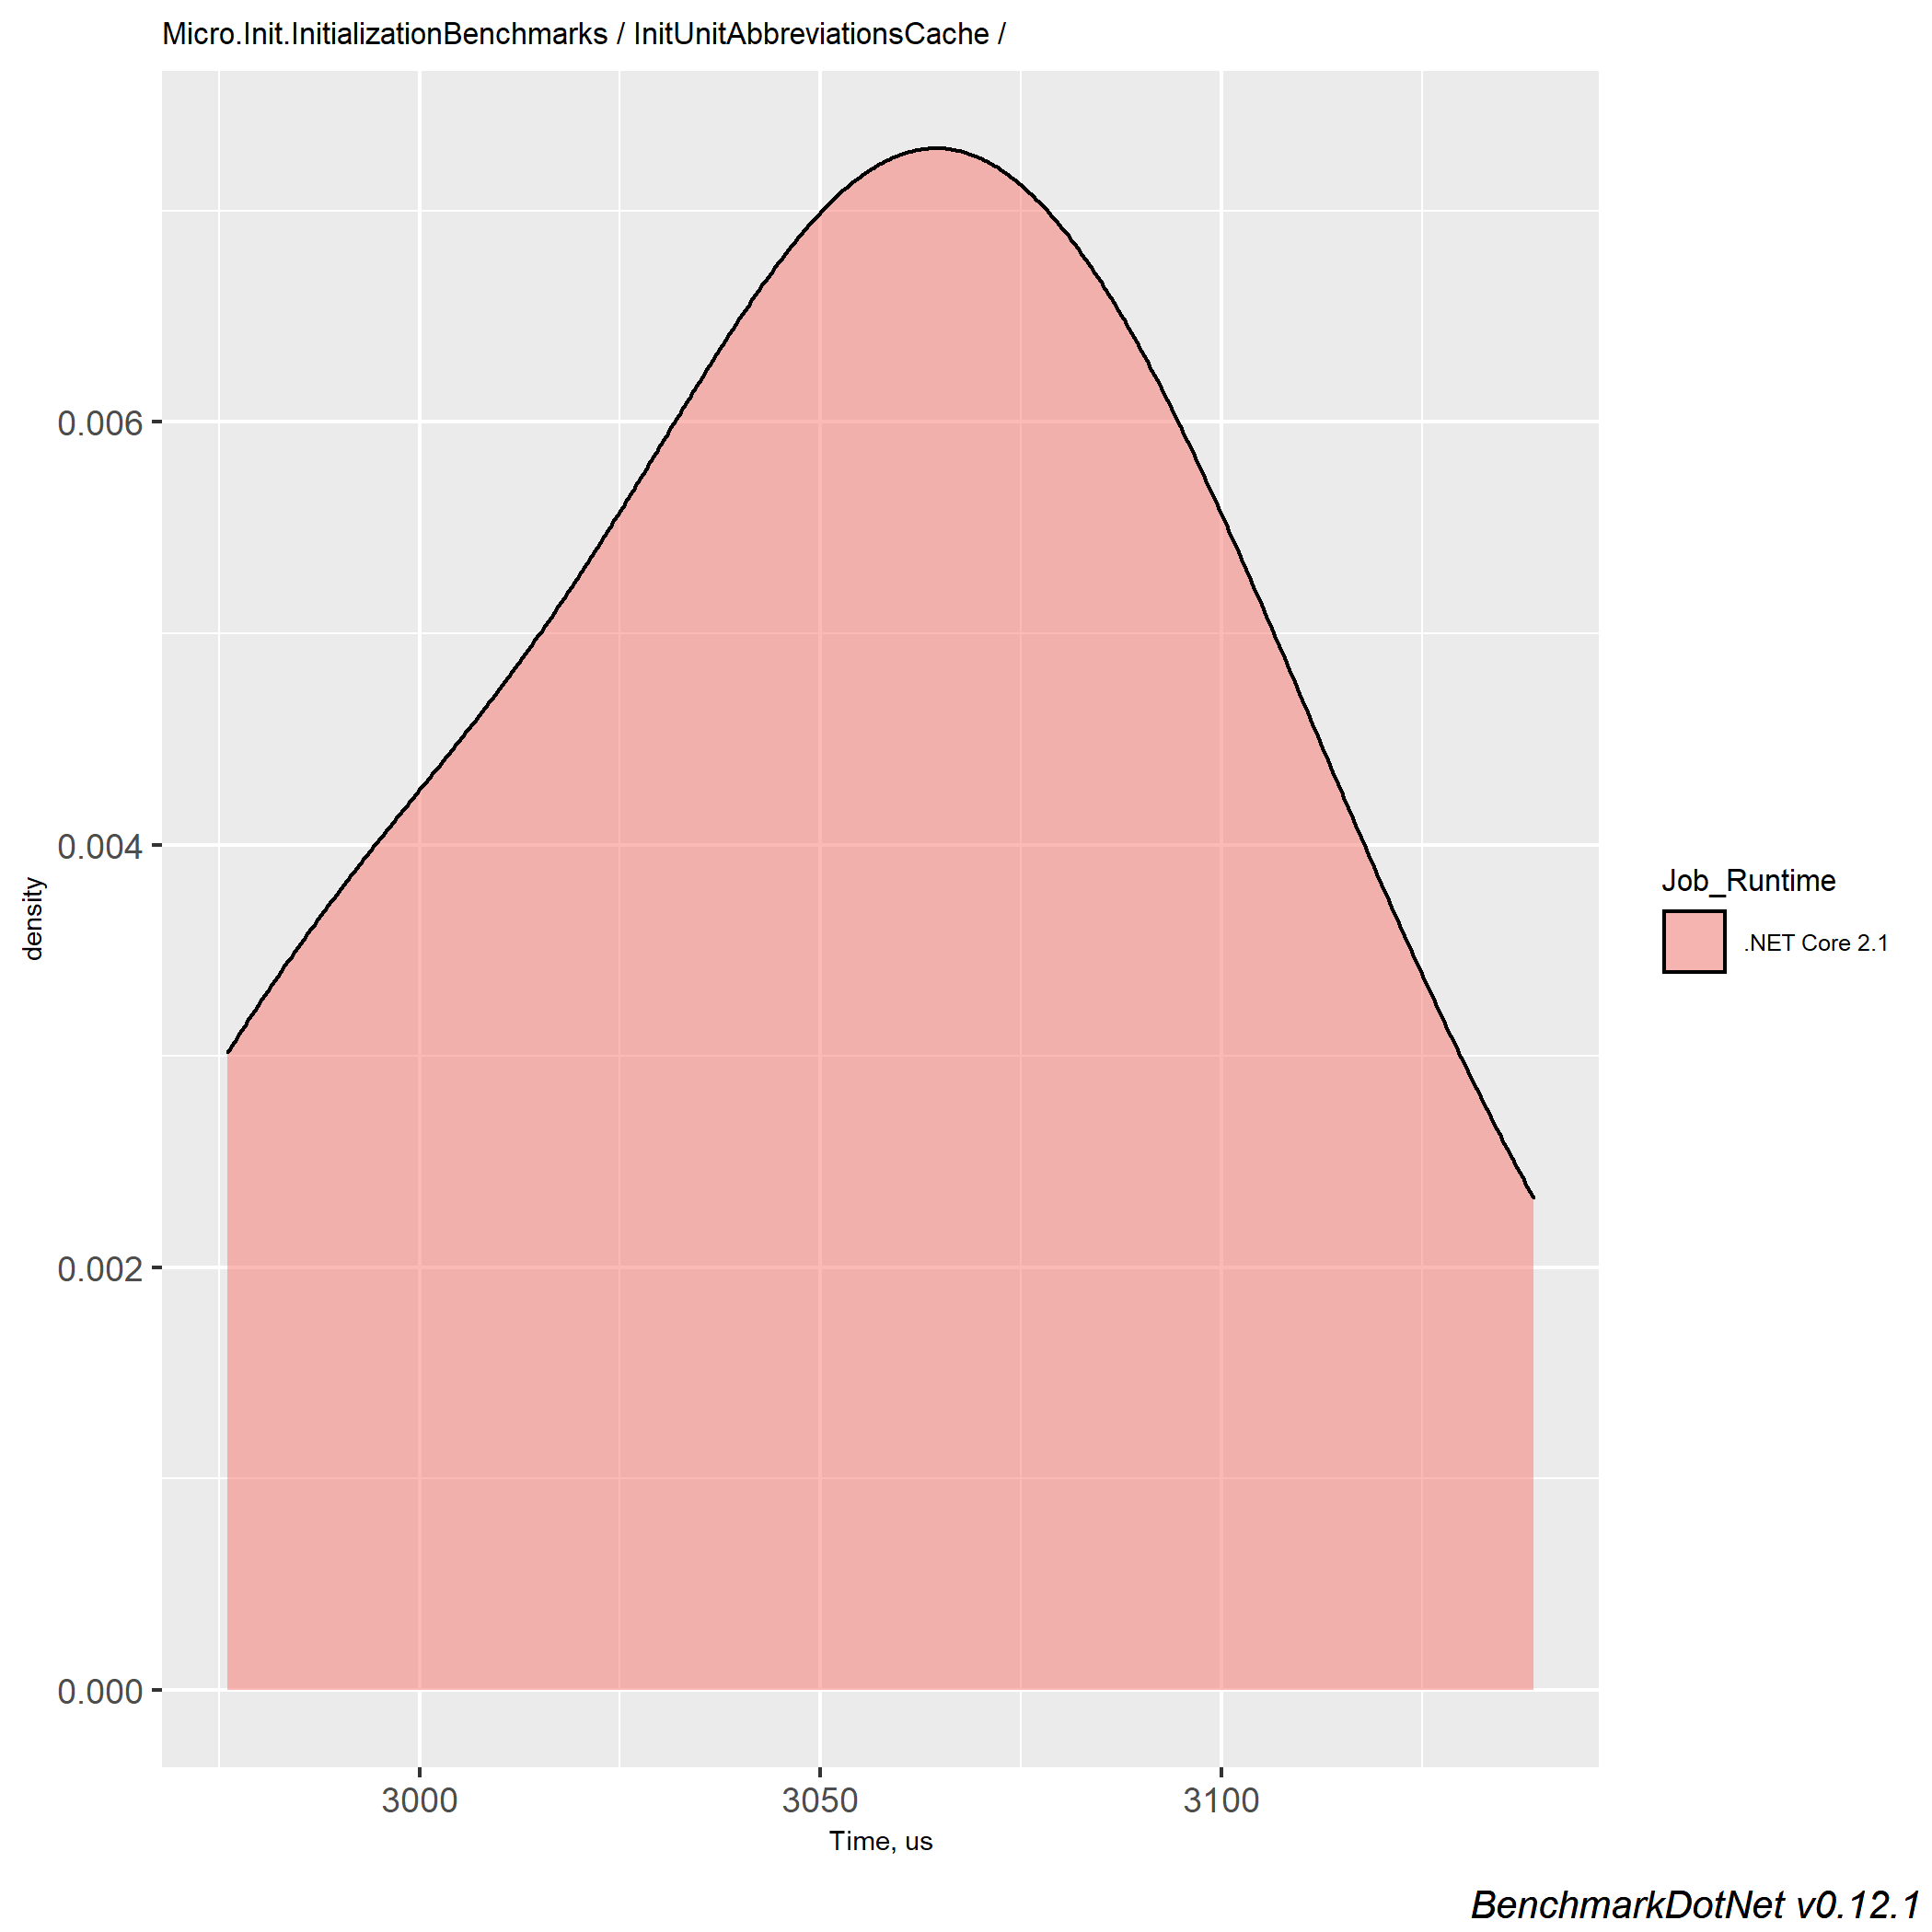 Micro.Init.InitializationBenchmarks / InitUnitAbbreviationsCache /
0.006
0.004
0.002
0.000
density
3000 3050 3100
Time, us
Job_Runtime
.NET Core 2.1
BenchmarkDotNet v0.12.1